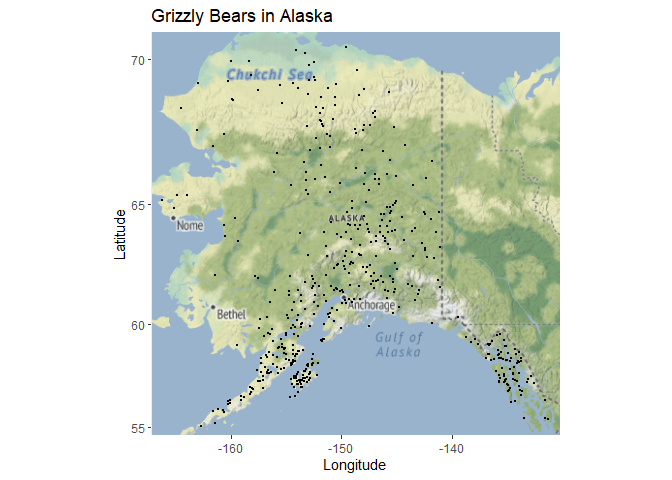 Grizzly Bears in Alaska
70
Chukchi Sea
65
ALASKA
Nome
Latitude
Anchorage
Bethel
60
Gulf of
Alaska
55
-160
-150
-140
Longitude